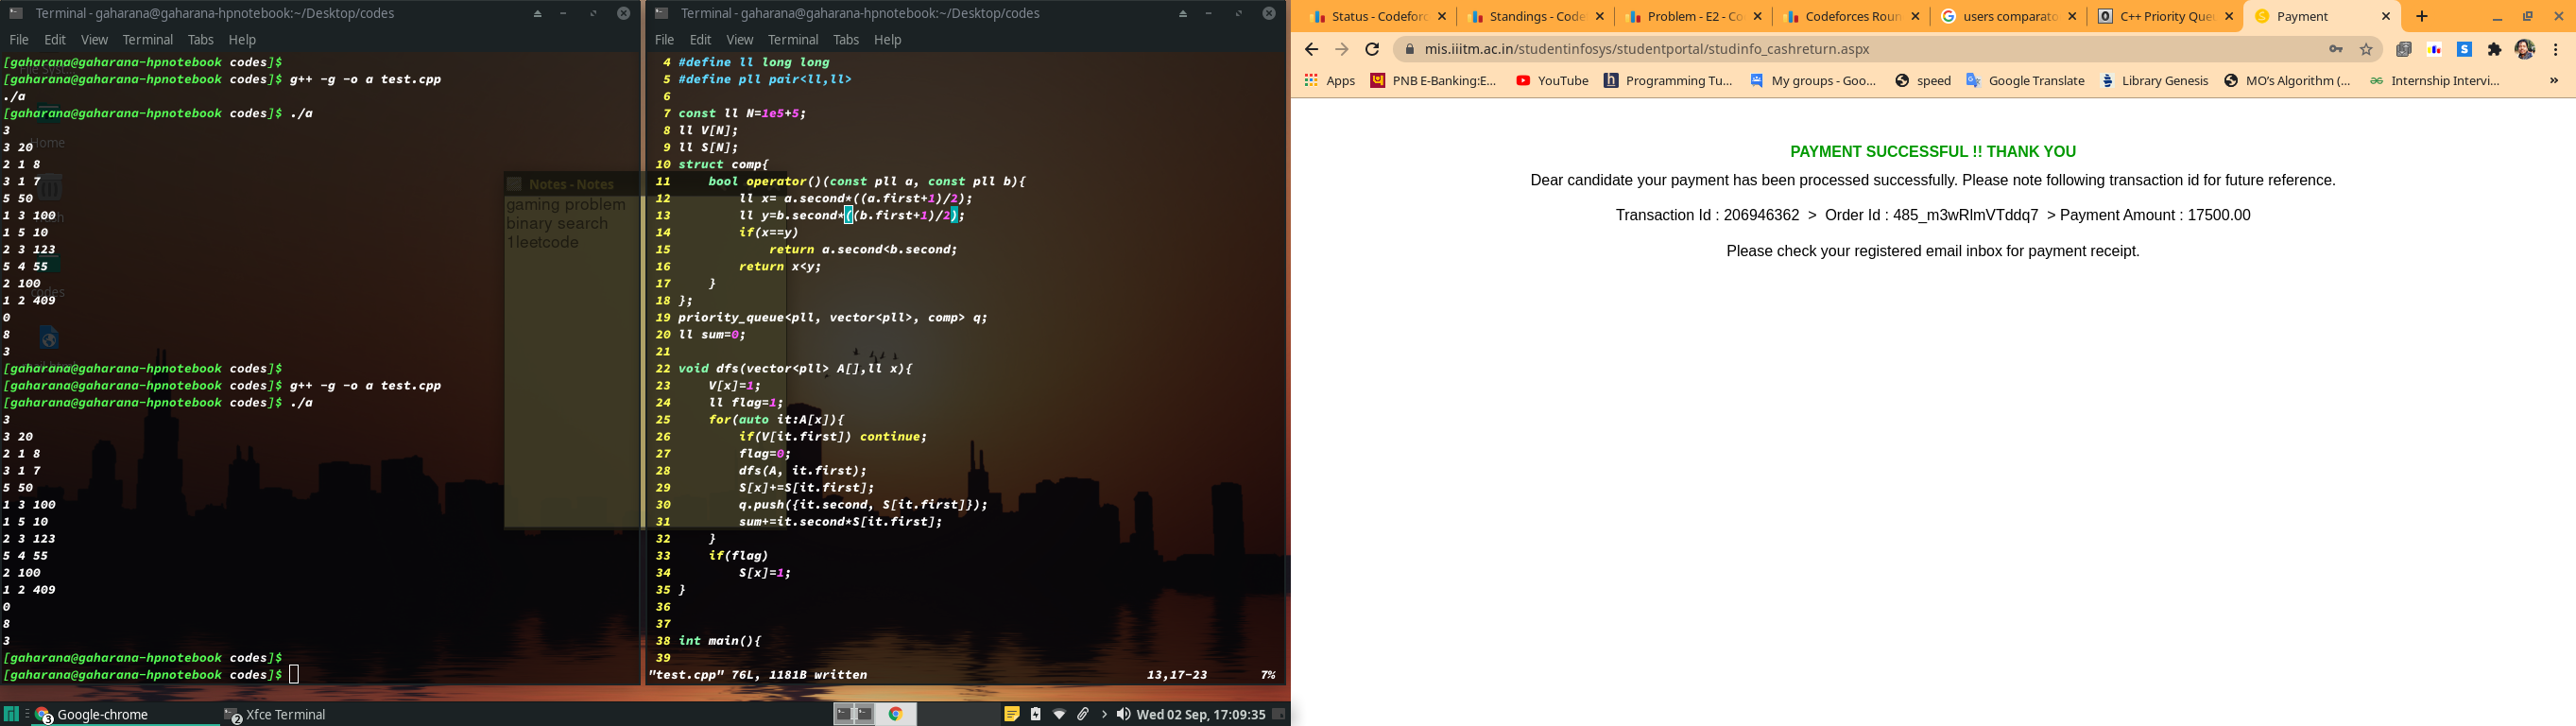 Terminal - gaharana@gaharana-hpnotebook:~/Desktop/codes
File Edit View Terminal Tabs Help
[gaharana@gaharana-hpnotebook codes]$
[gaharana@gaharana-hpnotebook codes]$ g++ -g -o a test.cpp
./a
[gaharana@gaharana-hpnotebook codes]$ ./a
3
3 20
2 1 8
3 1 7
5 50
1 3 100
1 5 10
2 3 123
5 4 55
2 100
1 2 409
0
8
3
[gaharana@gaharana-hpnotebook codes]$
[gaharana@gaharana-hpnotebook codes]$ g++ -g -o a test.cpp
[gaharana@gaharana-hpnotebook codes]$ ./a
3
3 20
2 1 8
3 1 7
5 50
1 3 100
1 5 10
2 3 123
5 4 55
2 100
1 2 409
0
8
3
[gaharana@gaharana-hpnotebook codes]$
[gaharana@gaharana-hpnotebook codes]$
Home
codes
Notes - Notes
gaming problem
binary search
1leetcode
Terminal - gaharana@gaharana-hpnotebook:~/Desktop/codes
File Edit View Terminal Tabs Help
4 #define ll long long
5 #define pll pair<ll,ll>
6
7 const ll N=1e5+5;
8 ll V[N];
9 ll S[N];
10 struct comp{
11 bool operator()(const pll a, const pll b){
12 ll x= a.second*((a.first+1)/2);
13 ll y=b.second*((b.first+1)/2);
14 if(x==y)
15 return a.second<b.second;
16 return x<y;
17 }
18 };
19 priority_queue<pll, vector<pll>, comp> q;
20 ll sum=0;
21
22 void dfs(vector<pll> A[],ll x){
23 V[x]=1;
24 ll flag=1;
25 for(auto it:A[x]){
26 if(V[it.first]) continue;
27 flag=0;
28 dfs(A, it.first);
29 S[x]+=S[it.first];
30 q.push({it.second, S[it.first]});
31 sum+=it.second*S[it.first];
32 }
33 if(flag)
34 S[x]=1;
35 }
36
37
38 int main(){
39
"test.cpp" 76L, 1181B written 13,17-23 7%
3 Google-chrome 2 Xfce Terminal Wed 02 Sep, 17:09:35
Status - Codeforc Standings - Code Problem - E2 - Co Codeforces Roun users comparato C++ Priority Que Payment
mis.iiitm.ac.in/studentinfosys/studentportal/studinfo_cashreturn.aspx
Apps PNB E-Banking:E... YouTube Programming Tu... My groups - Goo... speed Google Translate Library Genesis MO's Algorithm (... Internship Intervi... »
PAYMENT SUCCESSFUL !! THANK YOU
Dear candidate your payment has been processed successfully. Please note following transaction id for future reference.
Transaction Id : 206946362 > Order Id : 485_m3wRlmVTddq7 > Payment Amount : 17500.00
Please check your registered email inbox for payment receipt.